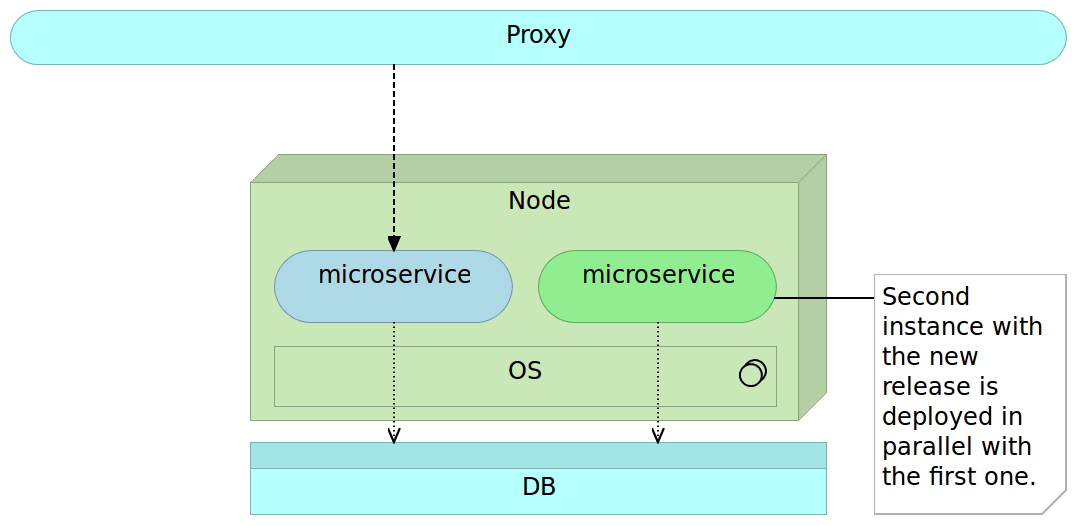 Proxy
Node
microservice
microservice
OS
DB
Second
instance with
the new
release is
deployed in
parallel with
the first one.